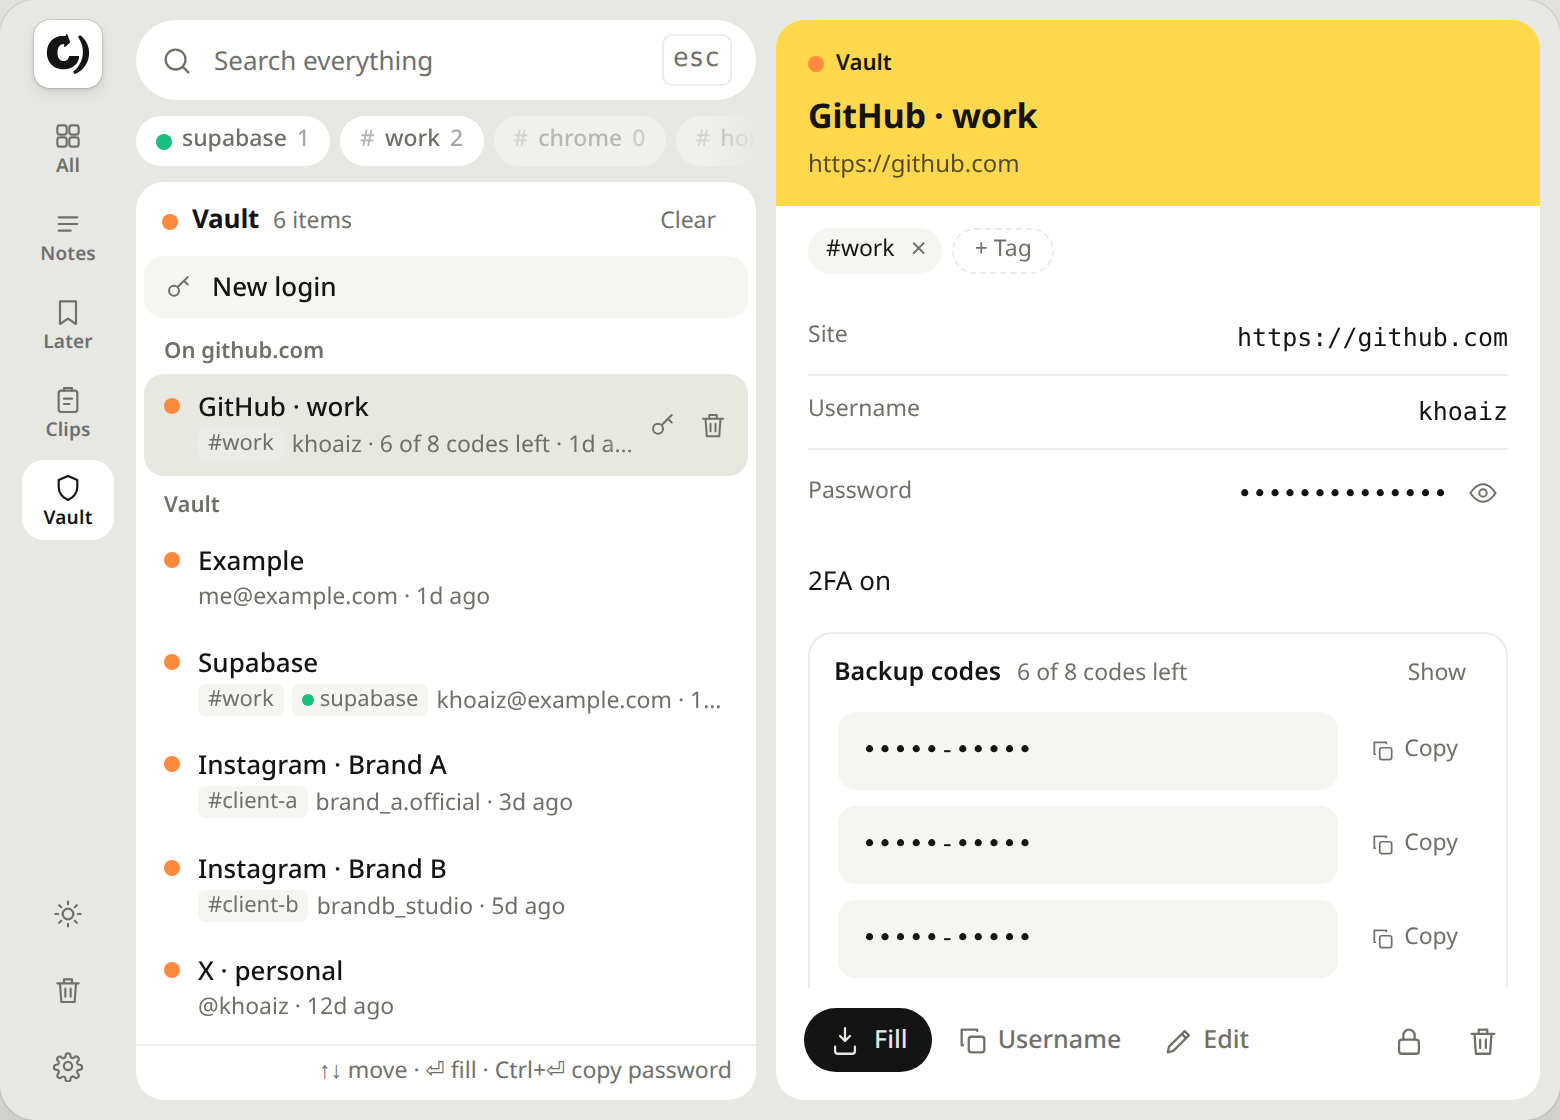 Search everything
esc
All
Notes
Later
Clips
Vault
supabase 1
# work 2
# chrome 0
#
Vault 6 items
Clear
New login
On github.com
GitHub · work
#work khoaiz · 6 of 8 codes left · 1d a...
Vault
Example
me@example.com · 1d ago
Supabase
#work supabase khoaiz@example.com · 1...
Instagram · Brand A
#client-a brand_a.official · 3d ago
Instagram · Brand B
#client-b brandb_studio · 5d ago
X · personal
@khoaiz · 12d ago
↑↓ move · ⏎ fill · Ctrl+⏎ copy password
Vault
GitHub · work
https://github.com
#work ×
+ Tag
Site
https://github.com
Username
khoaiz
Password
••••••••••••••
2FA on
Backup codes 6 of 8 codes left
Show
•••••-•••••
Copy
•••••-•••••
Copy
•••••-•••••
Copy
Fill
Username
Edit